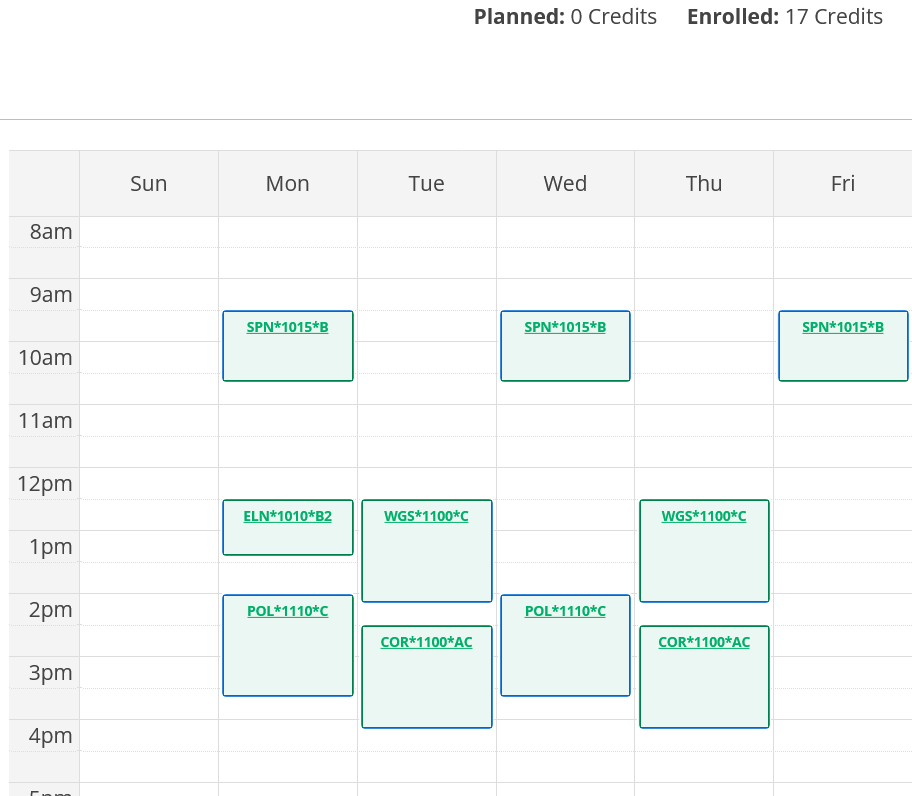 Planned: 0 Credits Enrolled: 17 Credits
Sun Mon Tue Wed Thu Fri
8am
9am
SPN*1015*B SPN*1015*B SPN*1015*B
10am
11am
12pm
ELN*1010*B2 WGS*1100*C WGS*1100*C
1pm
2pm
POL*1110*C POL*1110*C
COR*1100*AC COR*1100*AC
3pm
4pm
5pm